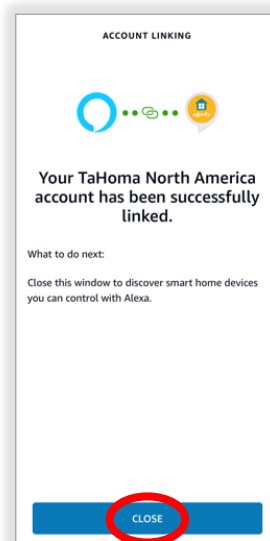 ACCOUNT LINKING
somfy
Your TaHoma North America
account has been successfully
linked.
What to do next:
Close this window to discover smart home devices
you can control with Alexa.
CLOSE